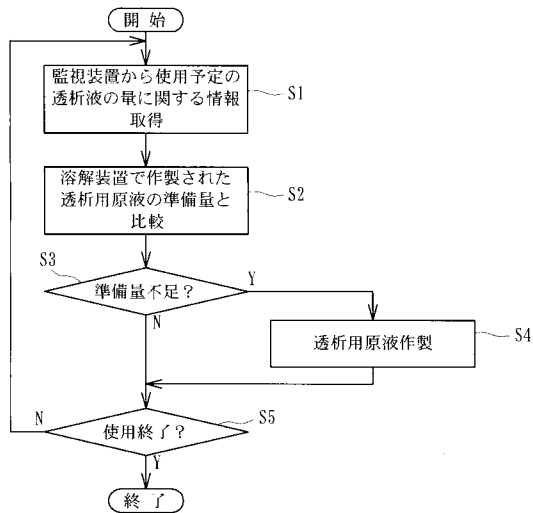 開始
監視装置から使用予定の
透析液の量に関する情報
取得
S1
溶解装置で作製された
透析用原液の準備量と
比較
S2
S3
準備量不足？
Y
N
透析用原液作製
S4
N
使用終了？
S5
Y
終了